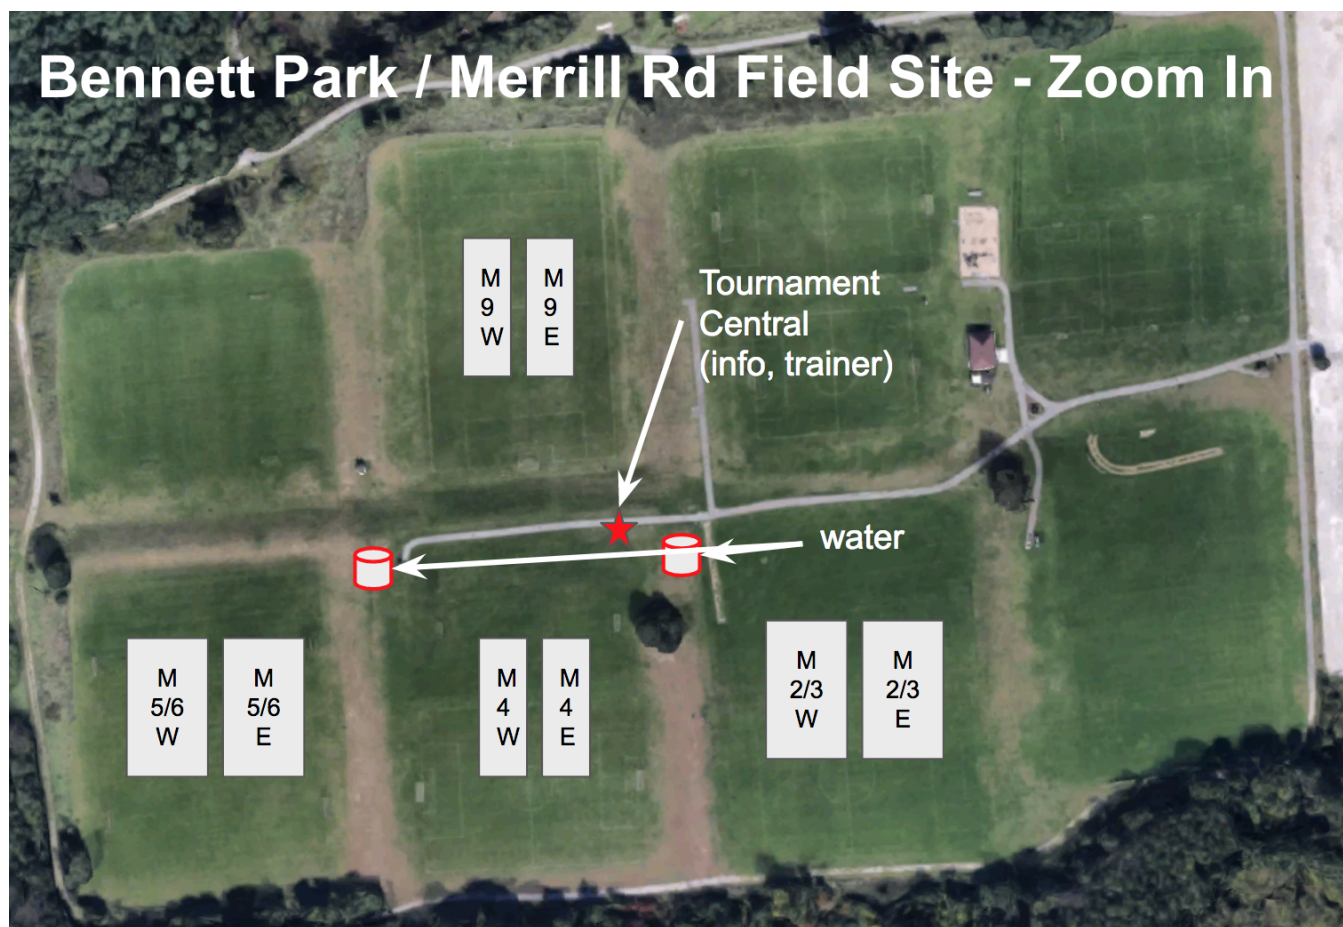 Bennett Park / Merrill Rd Field Site - Zoom In
M
9
W
M
9
E
Tournament
Central
(info, trainer)
water
M
5/6
W
M
5/6
E
M
4
W
M
4
E
M
2/3
W
M
2/3
E